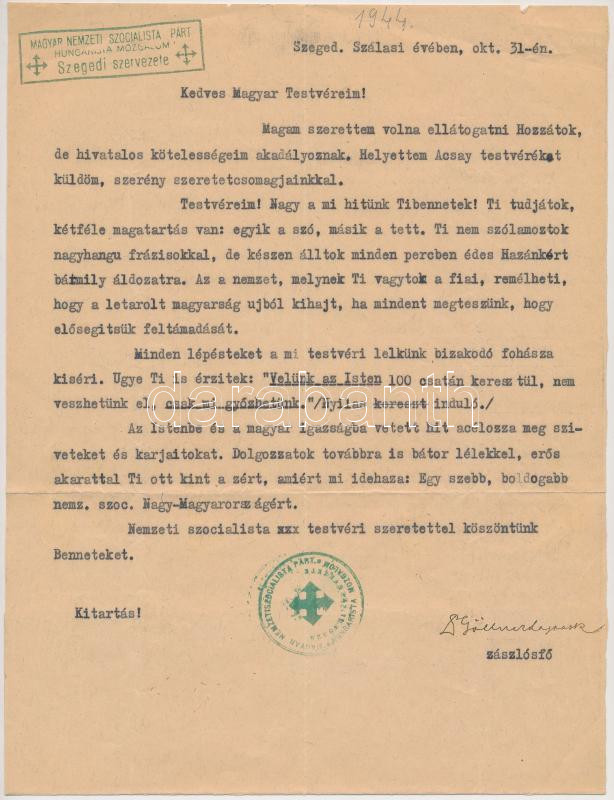 1944.
MAGYAR NEMZETI SZOCIALISTA PÁRT
HUNGARISTA MOZGALOM
Szegedi szervezete
Szeged. Szálasi évében, okt. 31-én.
Kedves Magyar Testvéreim!
Magam szerettem volna ellátogatni Hozzátok,
de hivatalos kötelességeim akadályoznak. Helyettem Acsay testvéréket
küldöm, szerény szeretetcsomagjainkkal.
Testvéreim! Nagy a mi hitünk Tibennetek! Ti tudjátok,
kétféle magatartás van: egyik a szó, másik a tett. Ti nem szólamoztok
nagyhangu frázisokkal, de készen álltok minden percben édes Hazánkért
bármily áldozatra. Az a nemzet, melynek Ti vagytok a fiai, remélheti,
hogy a letarolt magyarság ujból kihajt, ha mindent megteszünk, hogy
elősegitsük feltámadását.
Minden lépésteket a mi testvéri lelkünk bizakodó fohásza
kiséri. Ugye Ti is érzitek: "Velünk az Isten 100 csatán keresztül, nem
veszhetünk el, csak mi győzhetünk."/Nyilas kereszt induló./
Az Istenbe és a magyar igazságba vetett hit acélozza meg szi-
veteket és karjaitokat. Dolgozzatok továbbra is bátor lélekkel, erős
akarattal Ti ott kint a zért, amiért mi idehaza: Egy szebb, boldogabb
nemz. szoc. Nagy-Magyarországért.
Nemzeti szocialista xxx testvéri szeretettel köszöntünk
Benneteket.
MAGYAR NEMZETISZOCIALISTA PÁRT HUNGARISTA MOZGALOM
Kitartás!
zászlósfő
darabanth